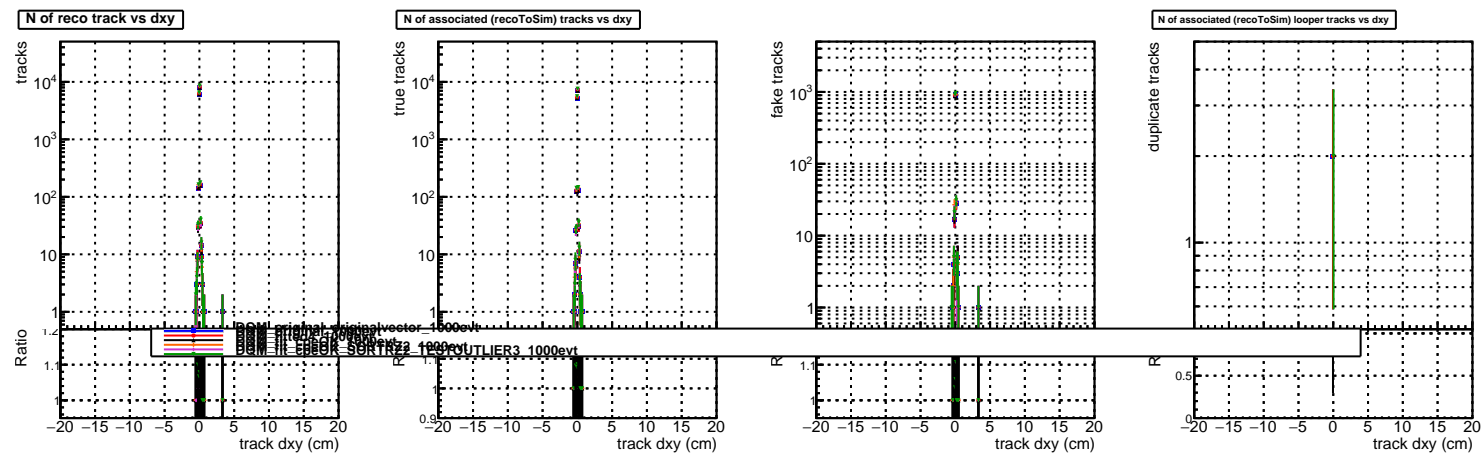 N of reco track vs dxy
N of associated (recoToSim) tracks vs dxy
N of associated (recoToSim) looper tracks vs dxy
tracks
10⁴
10³
10²
10
1
true tracks
10⁴
10³
10²
10
1
fake tracks
10³
10²
10
1
duplicate tracks
1
DQM_original_originalvector_1000evt
DQM_fit_cpeOK_SORTRZ2_TESTOUTLIER3_1000evt
Ratio
1.2
1.1
1
−20 −15 −10 −5 0 5 10 15 20
track dxy (cm)
1.1
1
0.9
−20 −15 −10 −5 0 5 10 15 20
track dxy (cm)
1.1
1
−20 −15 −10 −5 0 5 10 15 20
track dxy (cm)
0.5
0
−20 −15 −10 −5 0 5 10 15 20
track dxy (cm)